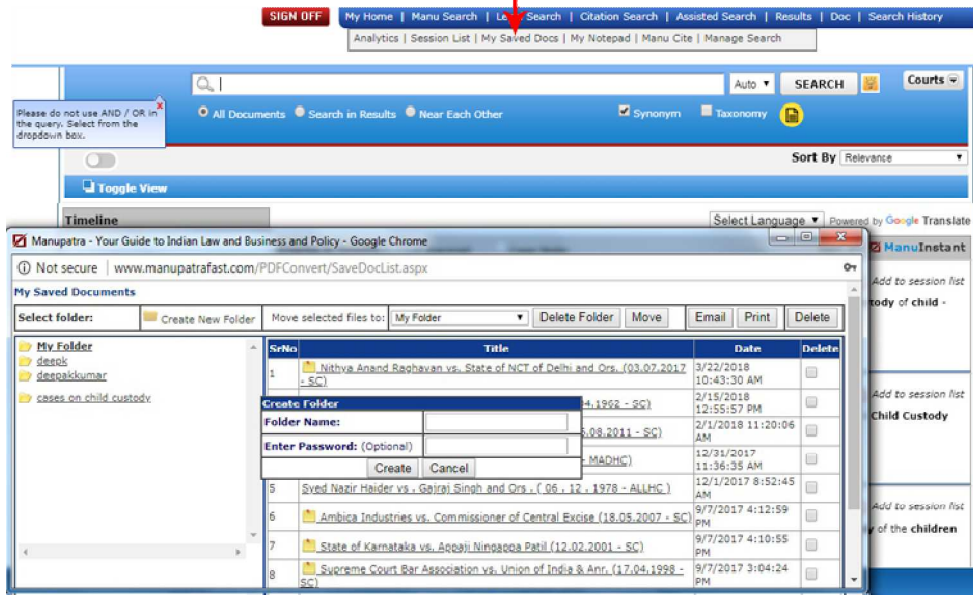 SIGN OFF My Home | Manu Search | Search | Citation Search | Assisted Search | Results | Doc | Search History
Analytics | Session List | My Saved Docs | My Notepad | Manu Cite | Manage Search
Auto SEARCH Courts
Please do not use AND / OR in the query. Select from the dropdown box.
x
All Documents Search in Results Near Each Other Synonym Taxonomy
Sort By Relevance
Toggle View
Timeline Select Language Powered by Google Translate
Manupatra - Your Guide to Indian Law and Business and Policy - Google Chrome
ManuInstant
Not secure | www.manupatrafast.com/PDFConvert/SaveDocList.aspx
My Saved Documents
Add to session list
tody of child -
Select folder: Create New Folder Move selected files to: My Folder Delete Folder Move Email Print Delete
My Folder
deepk
deepakkumar
cases on child custody
SrNo Title Date Delete
1 Nithya Anand Raghavan vs. State of NCT of Delhi and Ors. (03.07.2017 - SC) 3/22/2018 10:43:30 AM
4.1962 - SC) 2/15/2018 12:55:57 PM
.08.2011 - SC) 2/1/2018 11:20:06 AM
- MADHC) 12/31/2017 11:36:35 AM
Create Folder
Folder Name:
Enter Password: (Optional)
Create Cancel
5 Syed Nazir Haider vs . Gajraj Singh and Ors . ( 06 . 12 . 1978 - ALLHC ) 12/1/2017 8:52:45 AM
6 Ambica Industries vs. Commissioner of Central Excise (18.05.2007 - SC) 9/7/2017 4:12:59 PM
7 State of Karnataka vs. Appaji Ningappa Patil (12.02.2001 - SC) 9/7/2017 4:10:55 PM
8 Supreme Court Bar Association vs. Union of India & Anr. (17.04.1998 - SC) 9/7/2017 3:04:24 PM
Add to session list
Child Custody
Add to session list
of the children